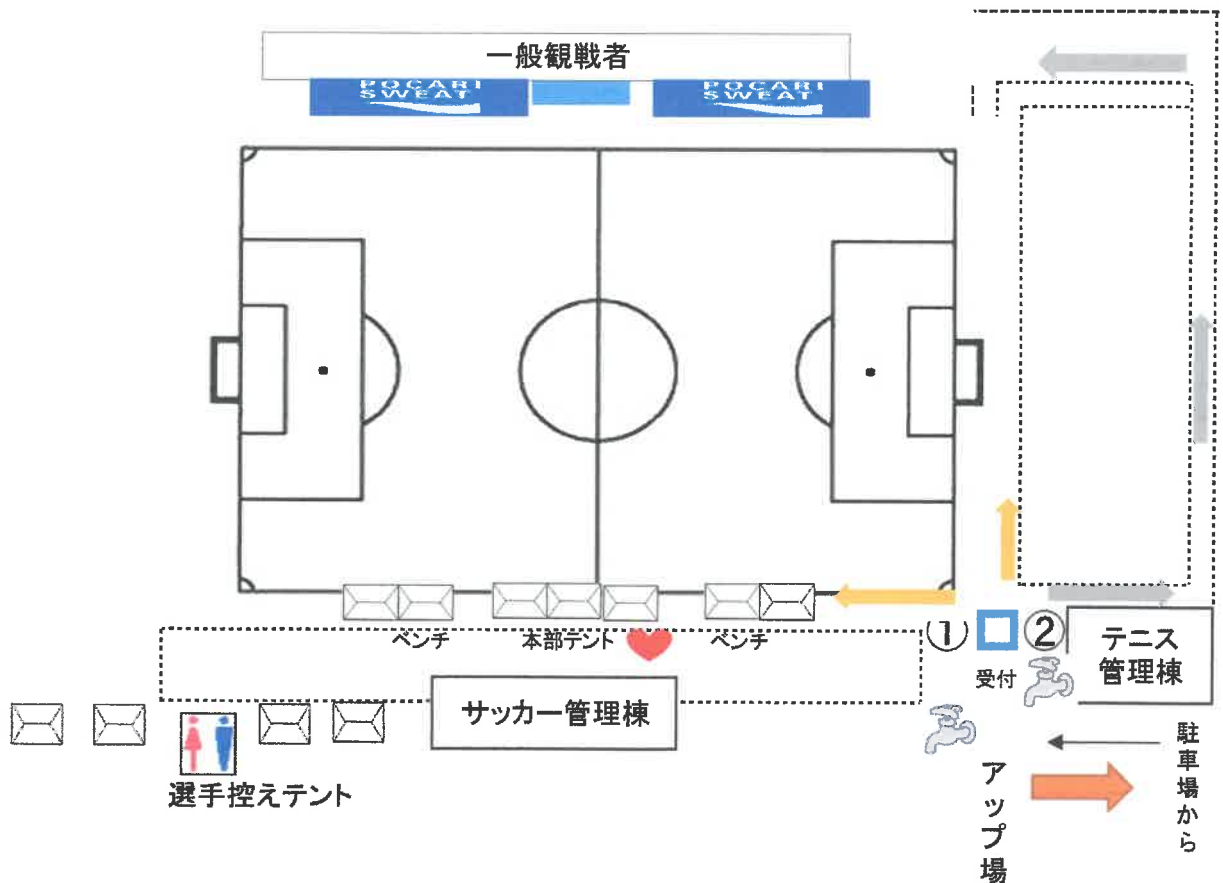 一般観戦者
POCARI
SWEAT
POCARI
SWEAT
ベンチ
本部テント
ベンチ
①
②
受付
テニス
管理棟
サッカー管理棟
選手控えテント
アップ場
駐車場から